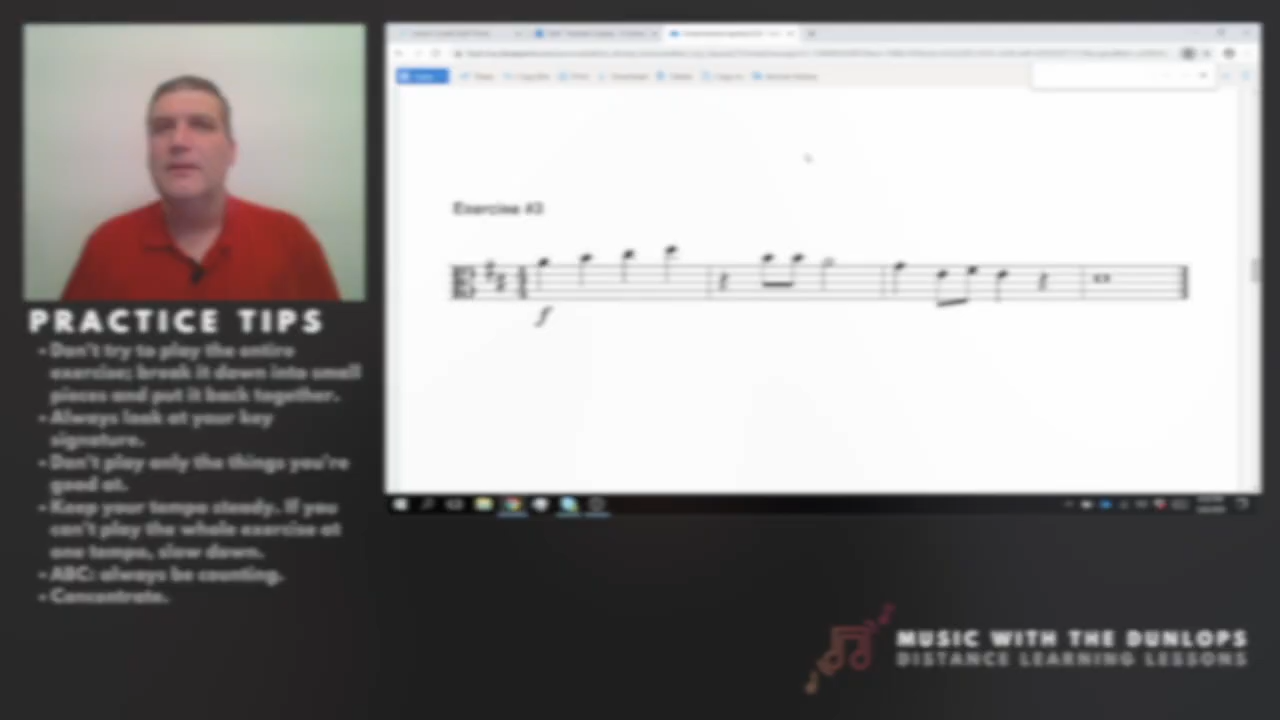 Exercise #3
f
PRACTICE TIPS
- Don't try to play the entire
exercise; break it down into small
pieces and put it back together.
- Always look at your key
signature.
- Don't play only the things you're
good at.
- Keep your tempo steady. If you
can't play the whole exercise at
one tempo, slow down.
- ABC: always be counting.
- Concentrate.
MUSIC WITH THE DUNLOPS
DISTANCE LEARNING LESSONS